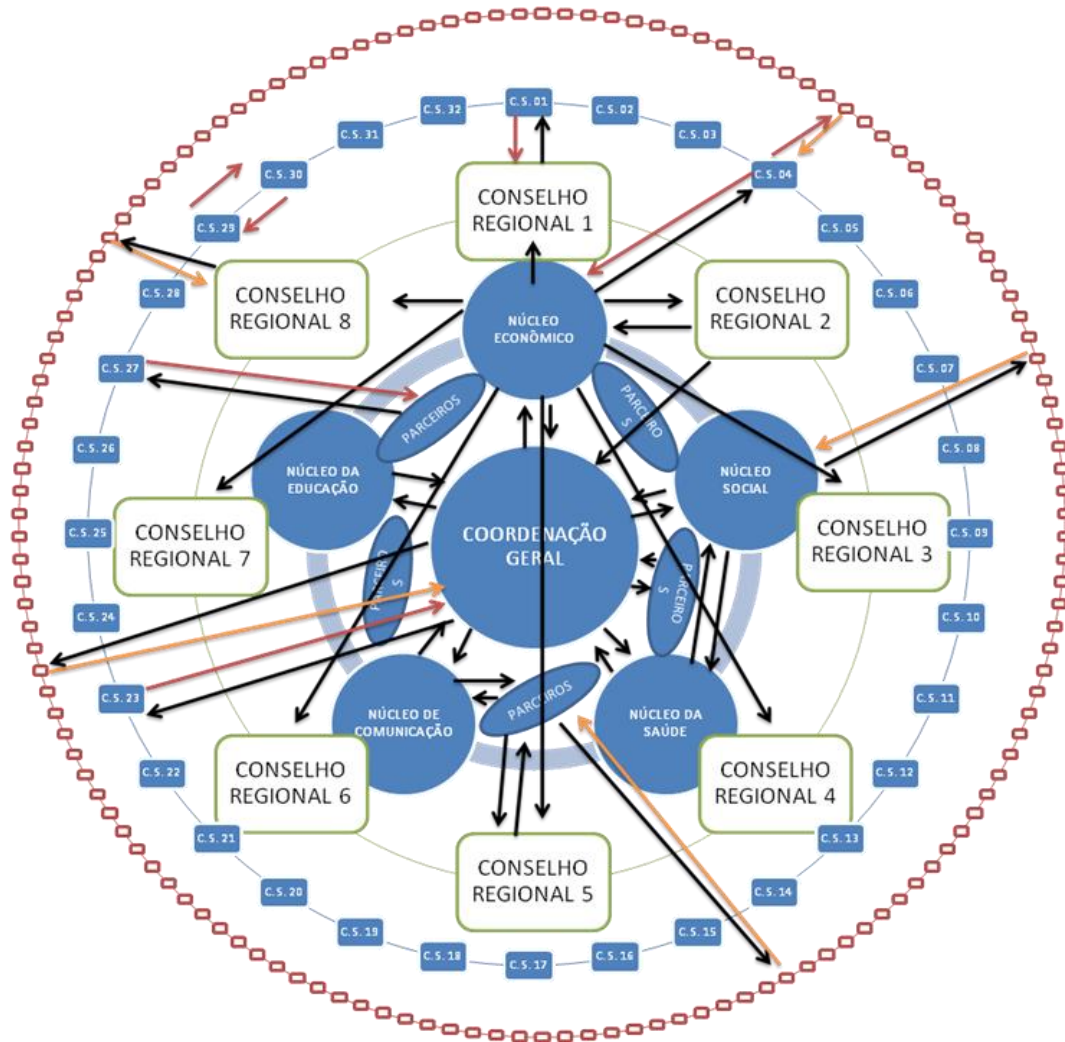 C.S.01
C.S.02
C.S.03
C.S.04
C.S.05
C.S.06
C.S.07
C.S.08
C.S.09
C.S.10
C.S.11
C.S.12
C.S.13
C.S.14
C.S.15
C.S.16
C.S.17
C.S.18
C.S.19
C.S.20
C.S.21
C.S.22
C.S.23
C.S.24
C.S.25
C.S.26
C.S.27
C.S.28
C.S.29
C.S.30
C.S.31
C.S.32
CONSELHO
REGIONAL 1
CONSELHO
REGIONAL 2
CONSELHO
REGIONAL 3
CONSELHO
REGIONAL 4
CONSELHO
REGIONAL 5
CONSELHO
REGIONAL 6
CONSELHO
REGIONAL 7
CONSELHO
REGIONAL 8
NÚCLEO
ECONÔMICO
PARCEIRO
S
NÚCLEO
SOCIAL
PARCEIRO
S
NÚCLEO DA
SAÚDE
PARCEIROS
NÚCLEO DE
COMUNICAÇÃO
PARCEIRO
S
NÚCLEO DA
EDUCAÇÃO
PARCEIROS
COORDENAÇÃO
GERAL